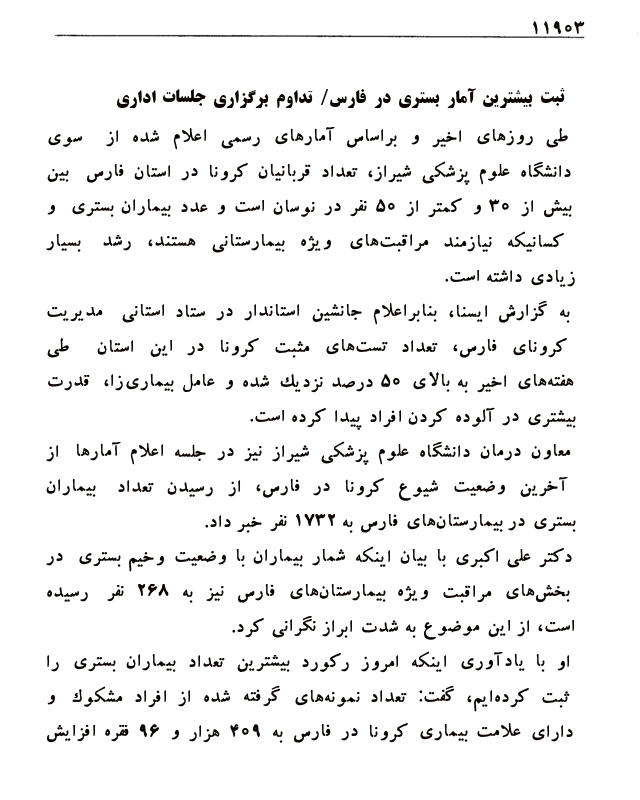 ۱۱۹۰۳
ثبت بیشترین آمار بستری در فارس/ تداوم برگزاری جلسات اداری
طی روزهای اخیر و براساس آمارهای رسمی اعلام شده از سوی
دانشگاه علوم پزشکی شیراز، تعداد قربانیان کرونا در استان فارس بین
بیش از ۳۰ و کمتر از ۵۰ نفر در نوسان است و عدد بیماران بستری و
کسانیکه نیازمند مراقبت‌های ویژه بیمارستانی هستند، رشد بسیار
زیادی داشته است.
به گزارش ایسنا، بنابراعلام جانشین استاندار در ستاد استانی مدیریت
کرونای فارس، تعداد تست‌های مثبت کرونا در این استان طی
هفته‌های اخیر به بالای ۵۰ درصد نزدیك شده و عامل بیماری‌زا، قدرت
بیشتری در آلوده کردن افراد پیدا کرده است.
معاون درمان دانشگاه علوم پزشکی شیراز نیز در جلسه اعلام آمارها از
آخرین وضعیت شیوع کرونا در فارس، از رسیدن تعداد بیماران
بستری در بیمارستان‌های فارس به ۱۷۳۲ نفر خبر داد.
دکتر علی اکبری با بیان اینکه شمار بیماران با وضعیت وخیم بستری در
بخش‌های مراقبت ویژه بیمارستان‌های فارس نیز به ۲۶۸ نفر رسیده
است، از این موضوع به شدت ابراز نگرانی کرد.
او با یادآوری اینکه امروز رکورد بیشترین تعداد بیماران بستری را
ثبت کرده‌ایم، گفت: تعداد نمونه‌های گرفته شده از افراد مشکوك و
دارای علامت بیماری کرونا در فارس به ۴۰۹ هزار و ۹۶ فقره افزایش